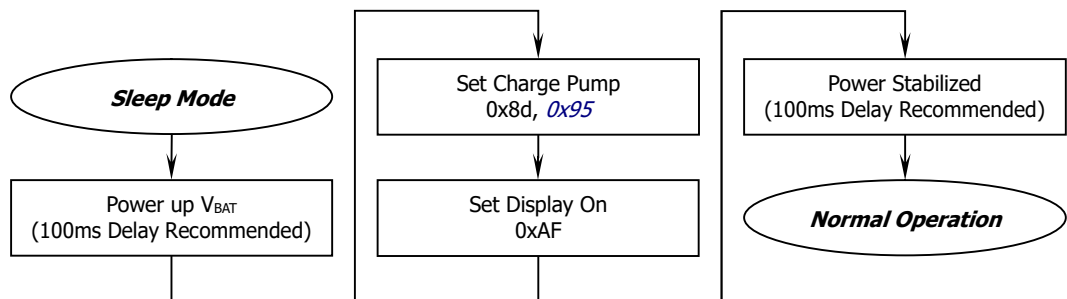 Sleep Mode
Power up VBAT
(100ms Delay Recommended)
Set Charge Pump
0x8d, 0x95
Set Display On
0xAF
Power Stabilized
(100ms Delay Recommended)
Normal Operation